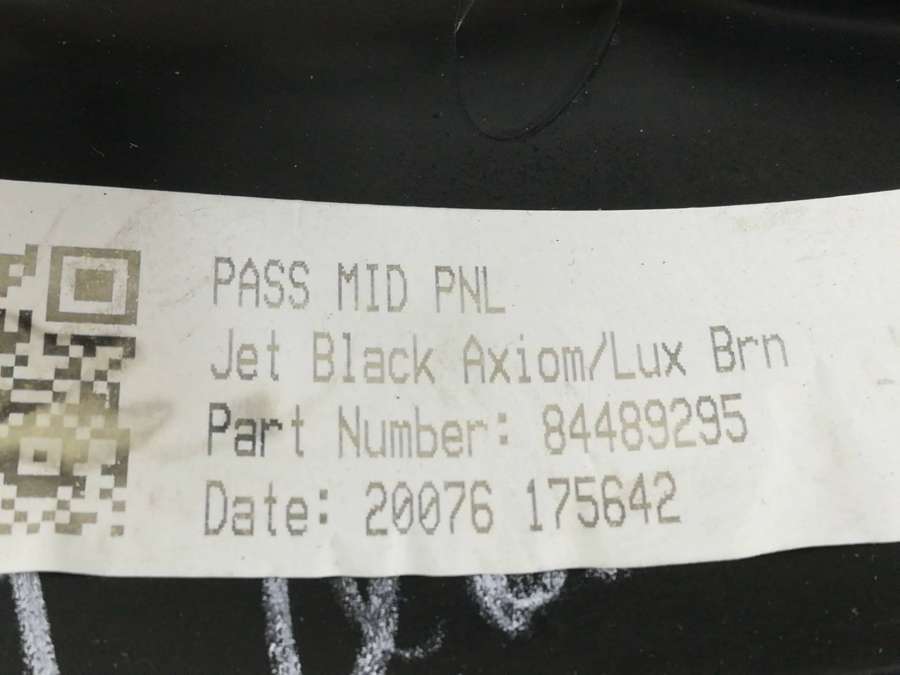 PASS MID PNL
Jet Black Axiom/Lux Brn
Part Number: 84489295
Date: 20076 175642